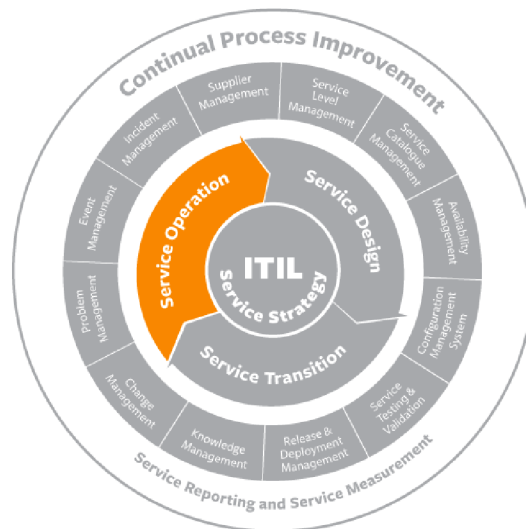 Continual Process Improvement
Supplier
Management
Service
Level
Management
Service
Catalogue
Management
Availability
Management
Configuration
Management
System
Service
Testing &
Validation
Release &
Deployment
Management
Knowledge
Management
Change
Management
Problem
Management
Event
Management
Incident
Management
Service Operation
Service Design
Service Transition
ITIL
Service Strategy
Service Reporting and Service Measurement